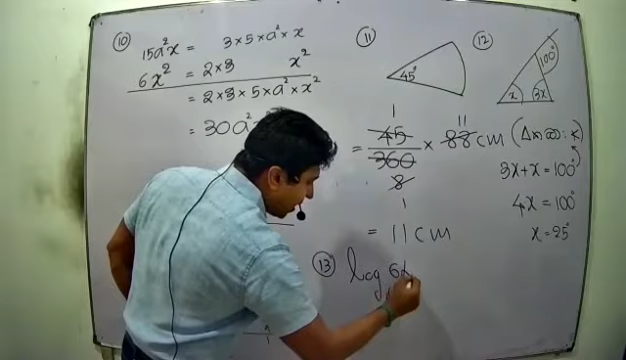 ⑩
15a²x = 3×5×a²×x
6x² = 2×3 x²
= 2×3×5×a²×x²
= 30a²
⑪
45°
= 45/360 × 88 cm
1
11
8
1
= 11 cm
⑫
100°
x
3x
3x+x = 100°
4x = 100°
x = 25°
⑬ log 6